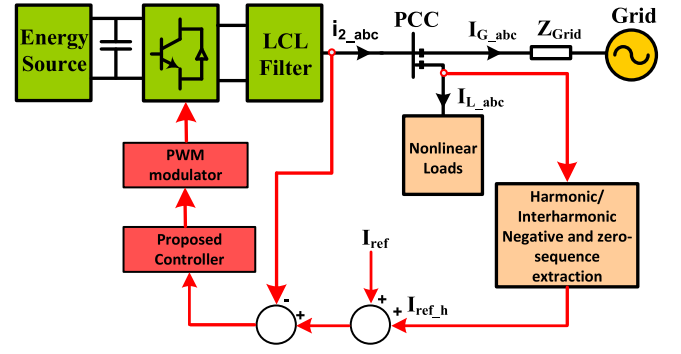 Energy
Source
LCL
Filter
i2_abc
PCC
IG_abc
ZGrid
Grid
IL_abc
Nonlinear
Loads
PWM
modulator
Proposed
Controller
Harmonic/
Interharmonic
Negative and zero-
sequence
extraction
Iref
Iref_h
-
+
+
+